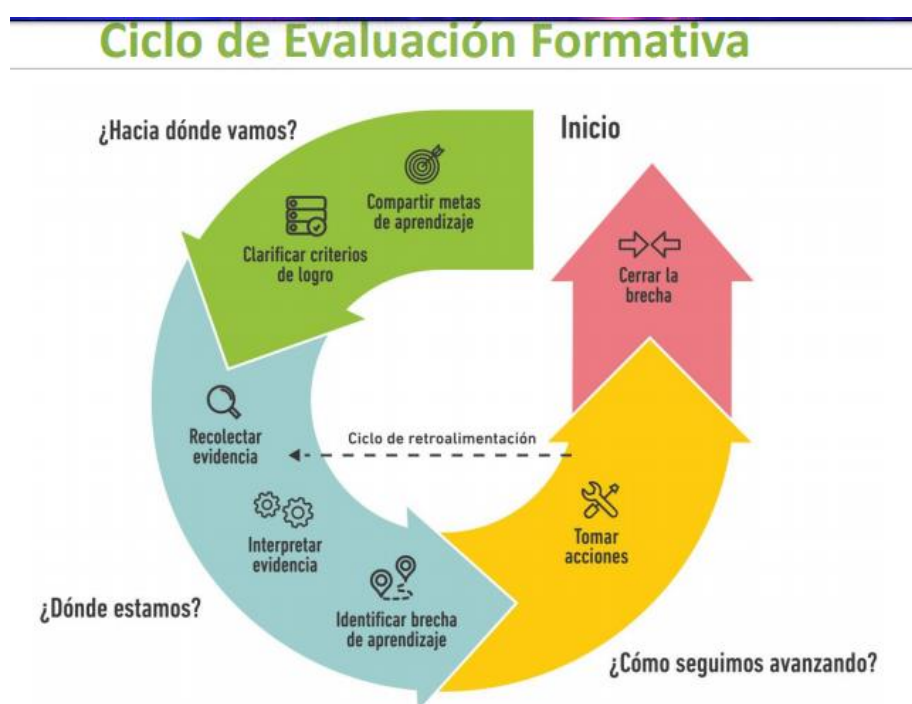 Ciclo de Evaluación Formativa
¿Hacia dónde vamos?
Inicio
Compartir metas
de aprendizaje
Clarificar criterios
de logro
Recolectar
evidencia
Interpretar
evidencia
Identificar brecha
de aprendizaje
¿Dónde estamos?
Ciclo de retroalimentación
Tomar
acciones
¿Cómo seguimos avanzando?
Cerrar la
brecha